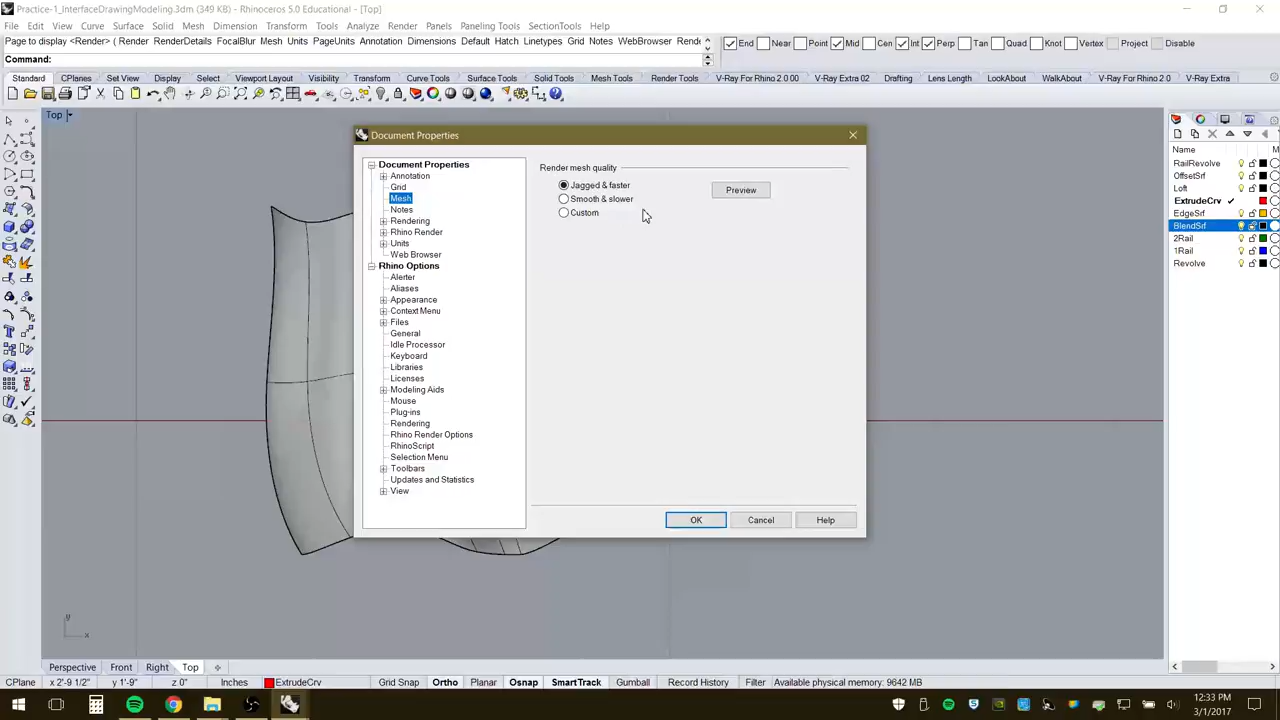 Practice-1_InterfaceDrawingModeling.3dm (349 KB) - Rhinoceros 5.0 Educational - [Top]
File Edit View Curve Surface Solid Mesh Dimension Transform Tools Analyze Render Panels Paneling Tools SectionTools Help
Page to display <Render> ( Render RenderDetails FocalBlur Mesh Units PageUnits Annotation Dimensions Default Hatch Linetypes Grid Notes WebBrowser Rende
Command:
End Near Point Mid Cen Int Perp Tan Quad Knot Vertex Project Disable
Standard CPlanes Set View Display Select Viewport Layout Visibility Transform Curve Tools Surface Tools Solid Tools Mesh Tools Render Tools V-Ray For Rhino 2.0 00 V-Ray Extra 02 Drafting Lens Length LookAbout WalkAbout V-Ray For Rhino 2.0 V-Ray Extra
Top
Document Properties
Document Properties
Annotation
Grid
Mesh
Notes
Rendering
Rhino Render
Units
Web Browser
Rhino Options
Alerter
Aliases
Appearance
Context Menu
Files
General
Idle Processor
Keyboard
Libraries
Licenses
Modeling Aids
Mouse
Plug-ins
Rendering
Rhino Render Options
RhinoScript
Selection Menu
Toolbars
Updates and Statistics
View
Render mesh quality
Jagged & faster
Smooth & slower
Custom
Preview
OK Cancel Help
Name
RailRevolve
OffsetSrf
Loft
ExtrudeCrv
EdgeSrf
BlendSrf
2Rail
1Rail
Revolve
y
x
Perspective Front Right Top
CPlane x 2'-9 1/2" y 1'-9" z 0" Inches ExtrudeCrv Grid Snap Ortho Planar Osnap SmartTrack Gumball Record History Filter Available physical memory: 9642 MB
12:33 PM
3/1/2017